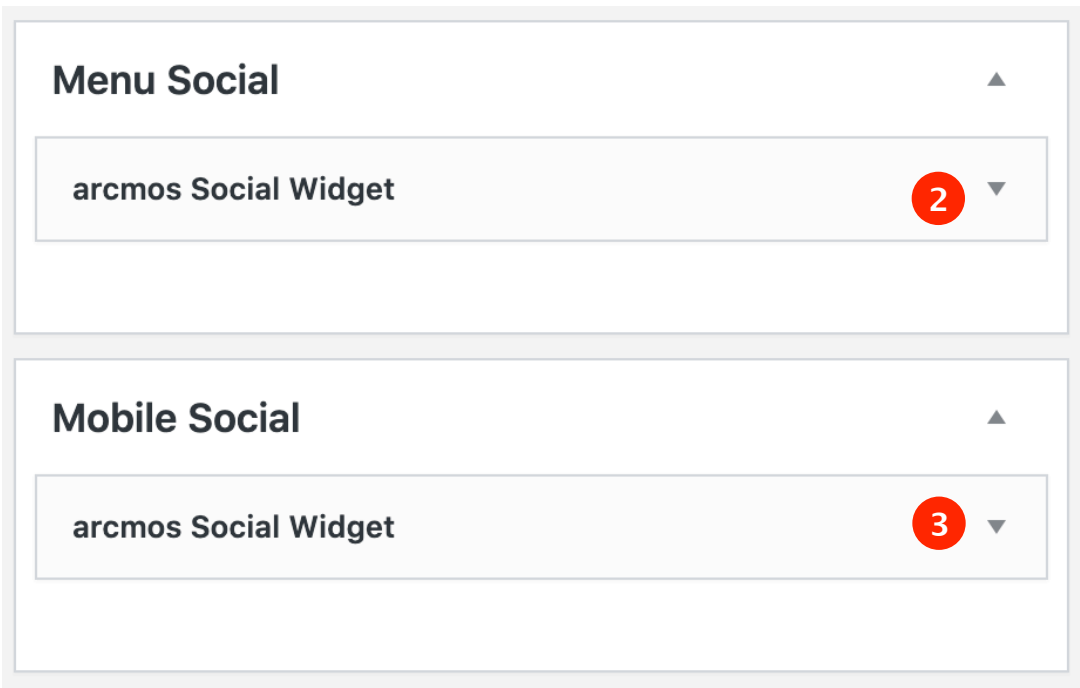 Menu Social
arcmos Social Widget
2
Mobile Social
arcmos Social Widget
3